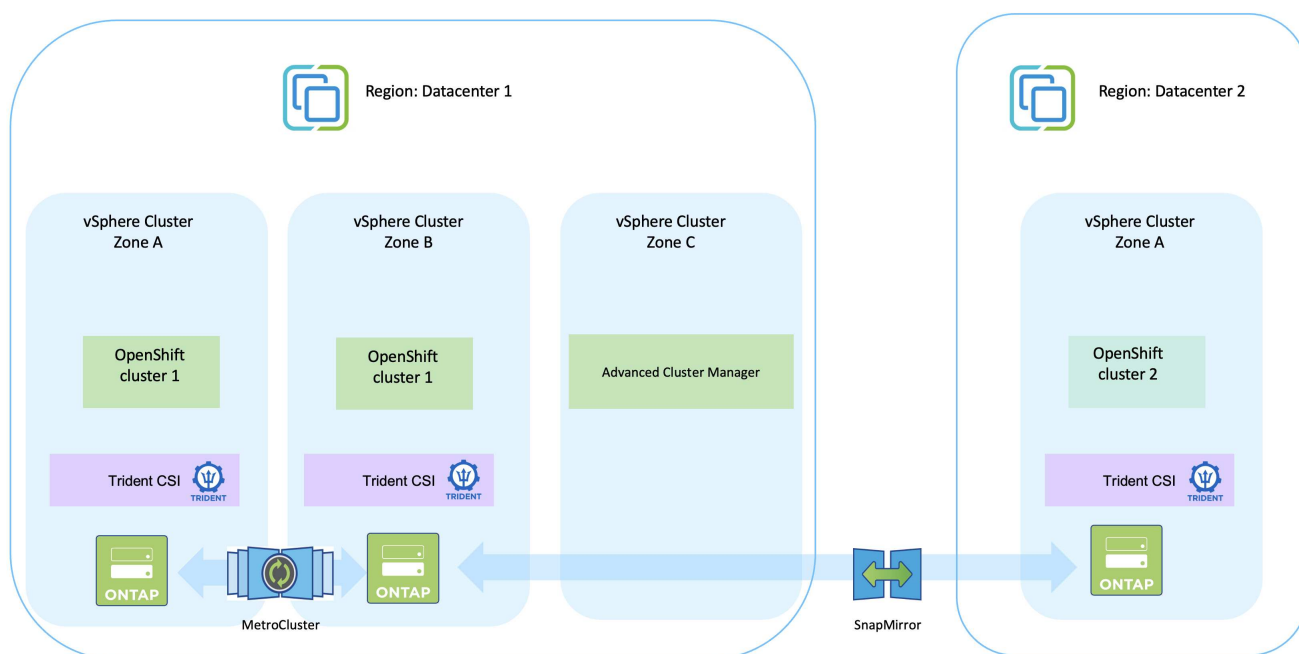 Region: Datacenter 1
Region: Datacenter 2
vSphere Cluster
Zone A
vSphere Cluster
Zone B
vSphere Cluster
Zone C
vSphere Cluster
Zone A
OpenShift
cluster 1
OpenShift
cluster 1
Advanced Cluster Manager
OpenShift
cluster 2
Trident CSI
TRIDENT
Trident CSI
TRIDENT
Trident CSI
TRIDENT
ONTAP
ONTAP
ONTAP
MetroCluster
SnapMirror